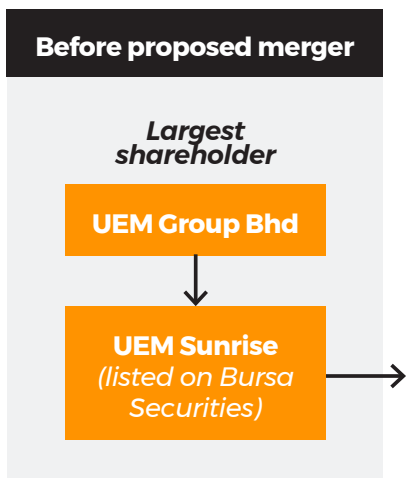 Before proposed merger
Largest
shareholder
UEM Group Bhd
UEM Sunrise
(listed on Bursa
Securities)